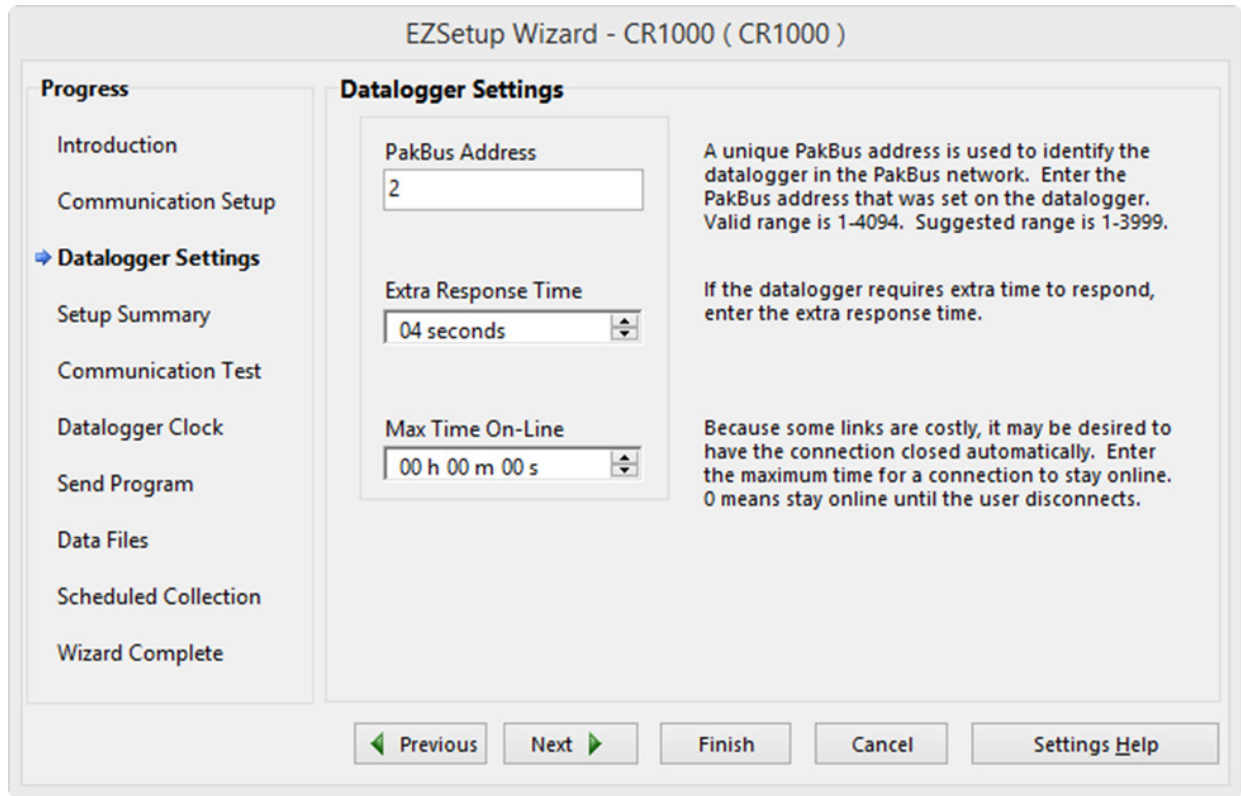 EZSetup Wizard - CR1000 ( CR1000 )
Progress
Introduction
Communication Setup
Datalogger Settings
Setup Summary
Communication Test
Datalogger Clock
Send Program
Data Files
Scheduled Collection
Wizard Complete
Datalogger Settings
PakBus Address
2
A unique PakBus address is used to identify the
datalogger in the PakBus network.  Enter the
PakBus address that was set on the datalogger.
Valid range is 1-4094.  Suggested range is 1-3999.
Extra Response Time
04 seconds
If the datalogger requires extra time to respond,
enter the extra response time.
Max Time On-Line
00 h 00 m 00 s
Because some links are costly, it may be desired to
have the connection closed automatically.  Enter
the maximum time for a connection to stay online.
0 means stay online until the user disconnects.
Previous
Next
Finish
Cancel
Settings Help